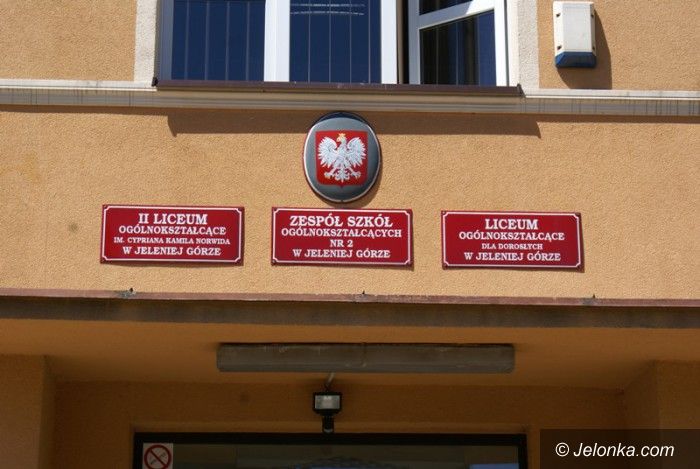 II LICEUM
OGÓLNOKSZTAŁCĄCE
IM. CYPRIANA KAMILA NORWIDA
W JELENIEJ GÓRZE
ZESPÓŁ SZKÓŁ
OGÓLNOKSZTAŁCĄCYCH
NR 2
W JELENIEJ GÓRZE
LICEUM
OGÓLNOKSZTAŁCĄCE
DLA DOROSŁYCH
W JELENIEJ GÓRZE
© Jelonka.com